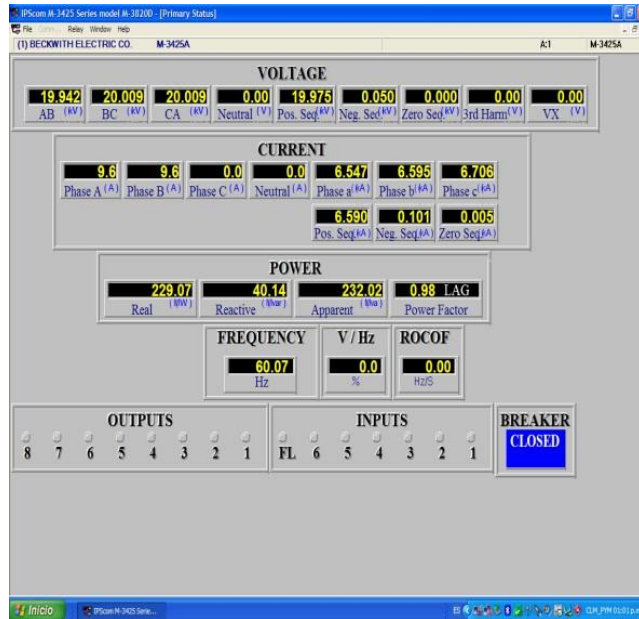 IPScom M-3425 Series model M-3820D - [Primary Status]
File Comm... Relay Window Help
(1) BECKWITH ELECTRIC CO. M-3425A A:1 M-3425A
VOLTAGE
19.942 20.009 20.009 0.00 19.975 0.050 0.000 0.00 0.00
AB (kV) BC (kV) CA (kV) Neutral (V) Pos. Seq(kV) Neg. Seq(kV) Zero Seq(kV) 3rd Harm(V) VX (V)
CURRENT
9.6 9.6 0.0 0.0 6.547 6.595 6.706
Phase A (A) Phase B (A) Phase C (A) Neutral (A) Phase a(kA) Phase b(kA) Phase c(kA)
6.590 0.101 0.005
Pos. Seq(kA) Neg. Seq(kA) Zero Seq(kA)
POWER
229.07 40.14 232.02 0.98 LAG
Real (MW) Reactive (Mvar) Apparent (Mva) Power Factor
FREQUENCY V / Hz ROCOF
60.07 0.0 0.00
Hz % Hz/S
OUTPUTS INPUTS BREAKER
CLOSED
8 7 6 5 4 3 2 1 FL 6 5 4 3 2 1
Inicio IPScom M-3425 Serie... ES CLM_PYM 01:01 p.m.